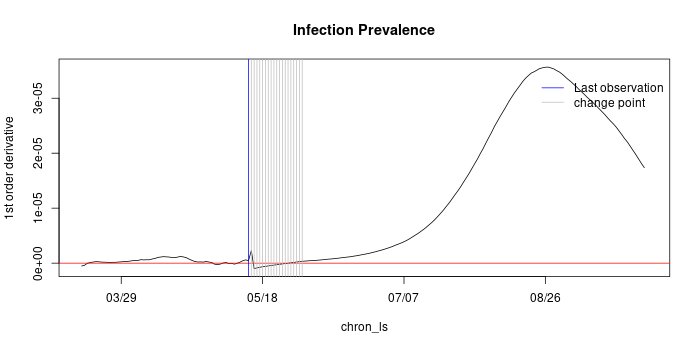 Infection Prevalence
1st order derivative
3e-05
2e-05
1e-05
0e+00
Last observation
change point
03/29
05/18
07/07
08/26
chron_ls